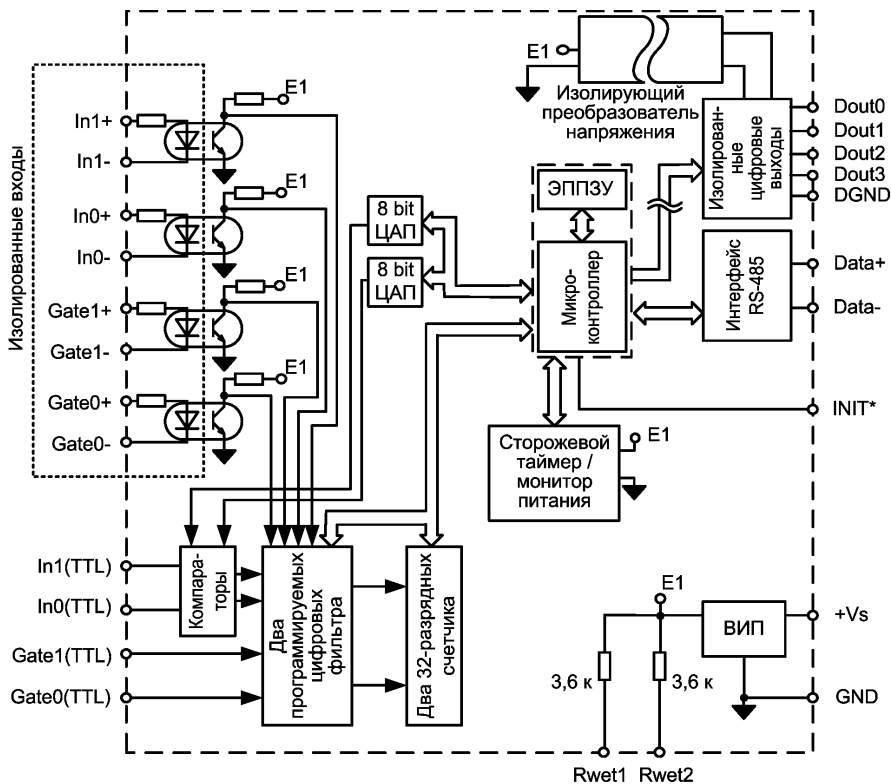 E1
Изолирующий
преобразователь
напряжения
Изолирован-
ные
цифровые
выходы
Dout0
Dout1
Dout2
Dout3
DGND
Изолированные входы
In1+
In1-
E1
In0+
In0-
E1
Gate1+
Gate1-
E1
Gate0+
Gate0-
E1
8 bit
ЦАП
8 bit
ЦАП
ЭППЗУ
Микро-
контроллер
Интерфейс
RS-485
Data+
Data-
INIT*
Сторожевой
таймер /
монитор
питания
E1
In1(TTL)
In0(TTL)
Gate1(TTL)
Gate0(TTL)
Компара-
торы
Два
программируемых
цифровых
фильтра
Два 32-разрядных
счетчика
E1
ВИП
+Vs
GND
3,6 к
3,6 к
Rwet1
Rwet2